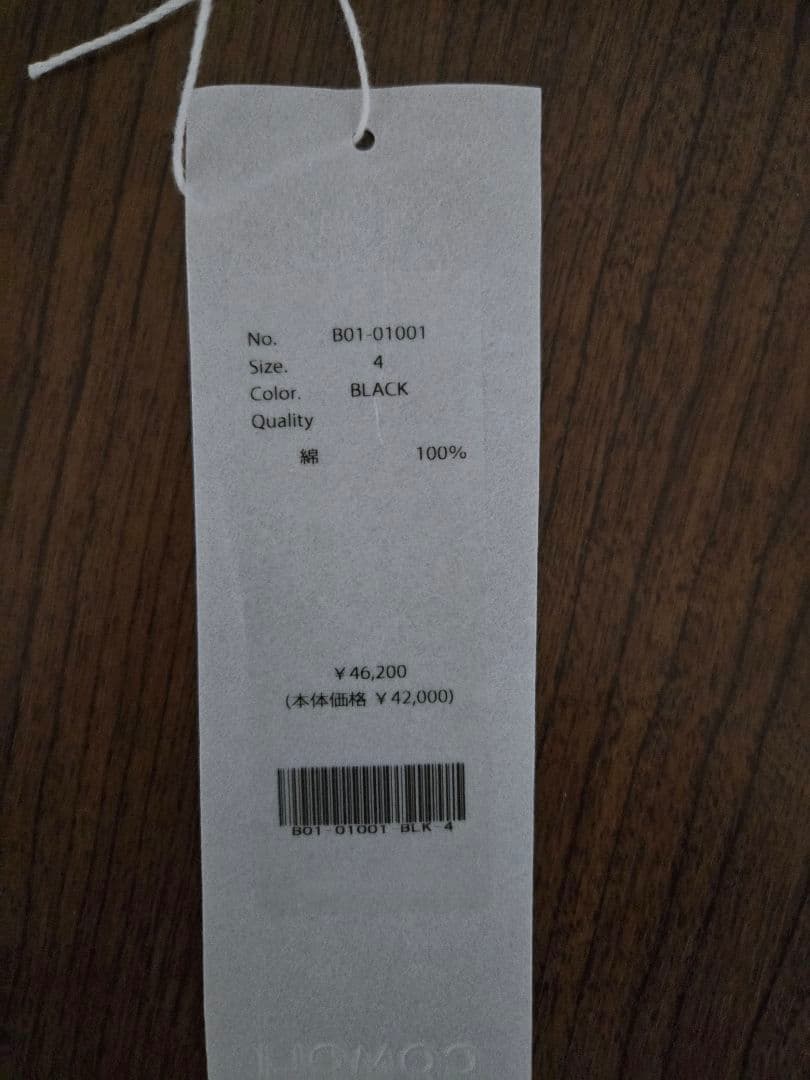 No. B01-01001
Size. 4
Color. BLACK
Quality
綿 100%
￥46,200
(本体価格 ￥42,000)
B01-01001-BLK-4
COMOLI